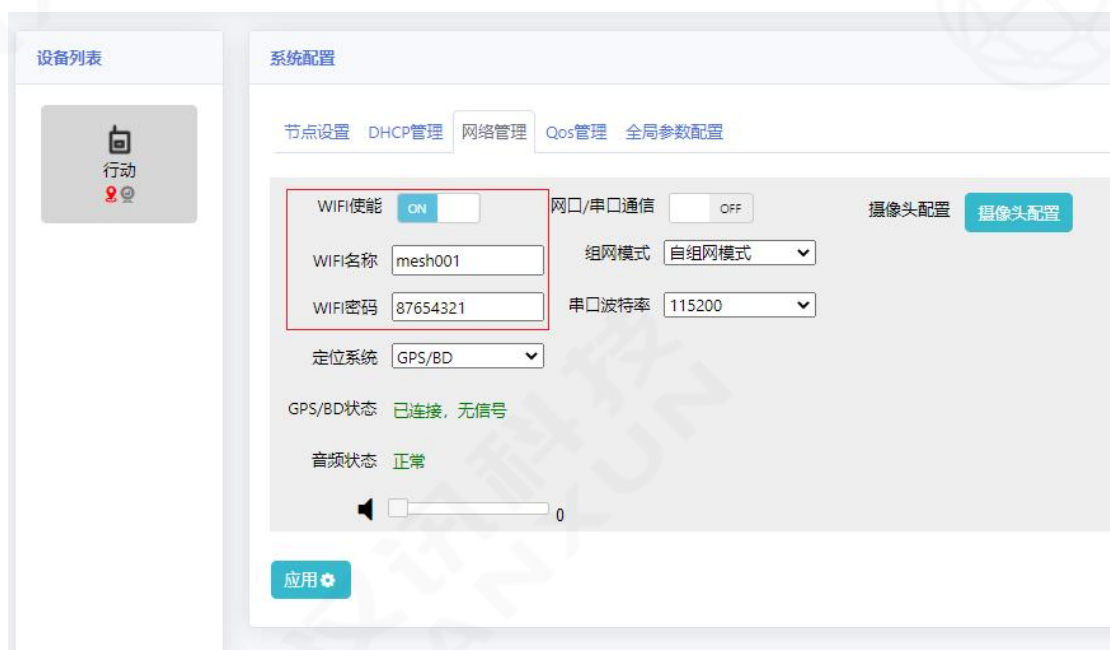 设备列表
系统配置
行动
节点设置 DHCP管理 网络管理 Qos管理 全局参数配置
WIFI使能 ON 网口/串口通信 OFF 摄像头配置 摄像头配置
WIFI名称 mesh001 组网模式 自组网模式
WIFI密码 87654321 串口波特率 115200
定位系统 GPS/BD
GPS/BD状态 已连接，无信号
音频状态 正常
0
应用